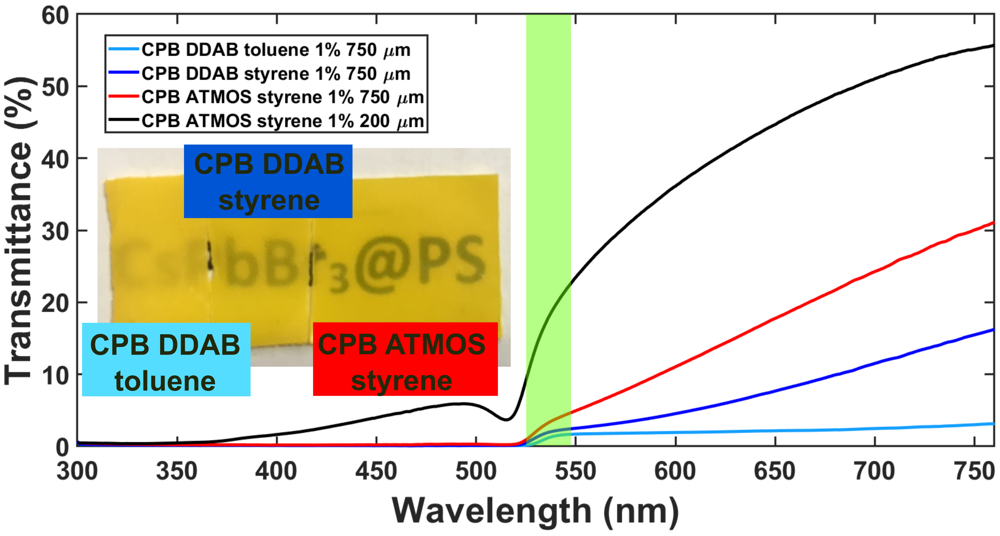 Transmittance (%)
60
50
40
30
20
10
0
CPB DDAB toluene 1% 750 μm
CPB DDAB styrene 1% 750 μm
CPB ATMOS styrene 1% 750 μm
CPB ATMOS styrene 1% 200 μm
CPB DDAB
styrene
CsPbBr₃@PS
CPB DDAB
toluene
CPB ATMOS
styrene
300 350 400 450 500 550 600 650 700 750
Wavelength (nm)